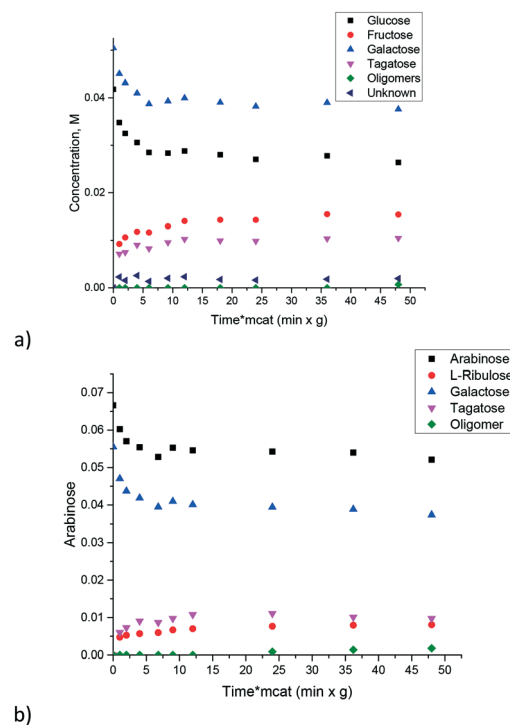 Glucose
Fructose
Galactose
Tagatose
Oligomers
Unknown
Concentration, M
0.04
0.02
0.00
0 5 10 15 20 25 30 35 40 45 50
Time*mcat (min x g)
a)
Arabinose
L-Ribulose
Galactose
Tagatose
Oligomer
Arabinose
0.07
0.06
0.05
0.04
0.03
0.02
0.01
0.00
0 5 10 15 20 25 30 35 40 45 50
Time*mcat (min x g)
b)